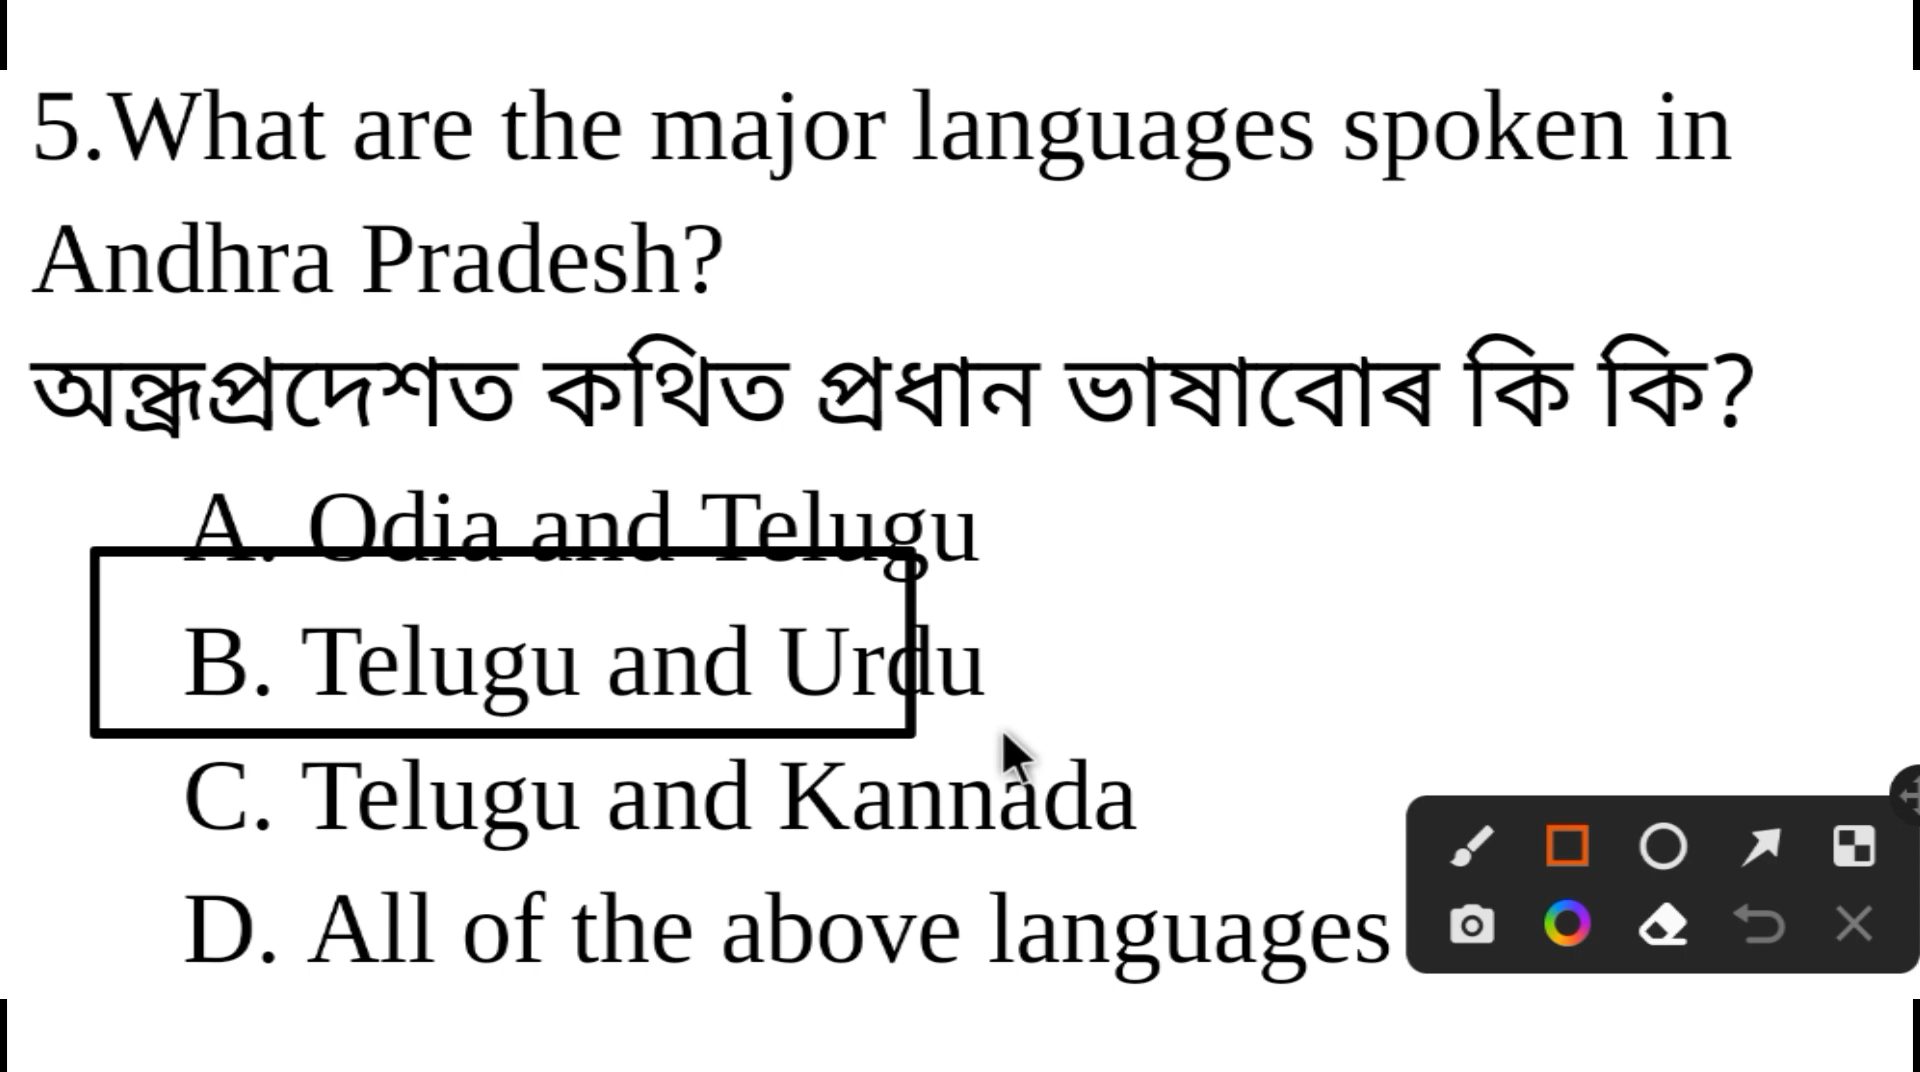 5.What are the major languages spoken in
Andhra Pradesh?
অন্ধ্ৰপ্ৰদেশত কথিত প্ৰধান ভাষাবোৰ কি কি?
A. Odia and Telugu
B. Telugu and Urdu
C. Telugu and Kannada
D. All of the above languages